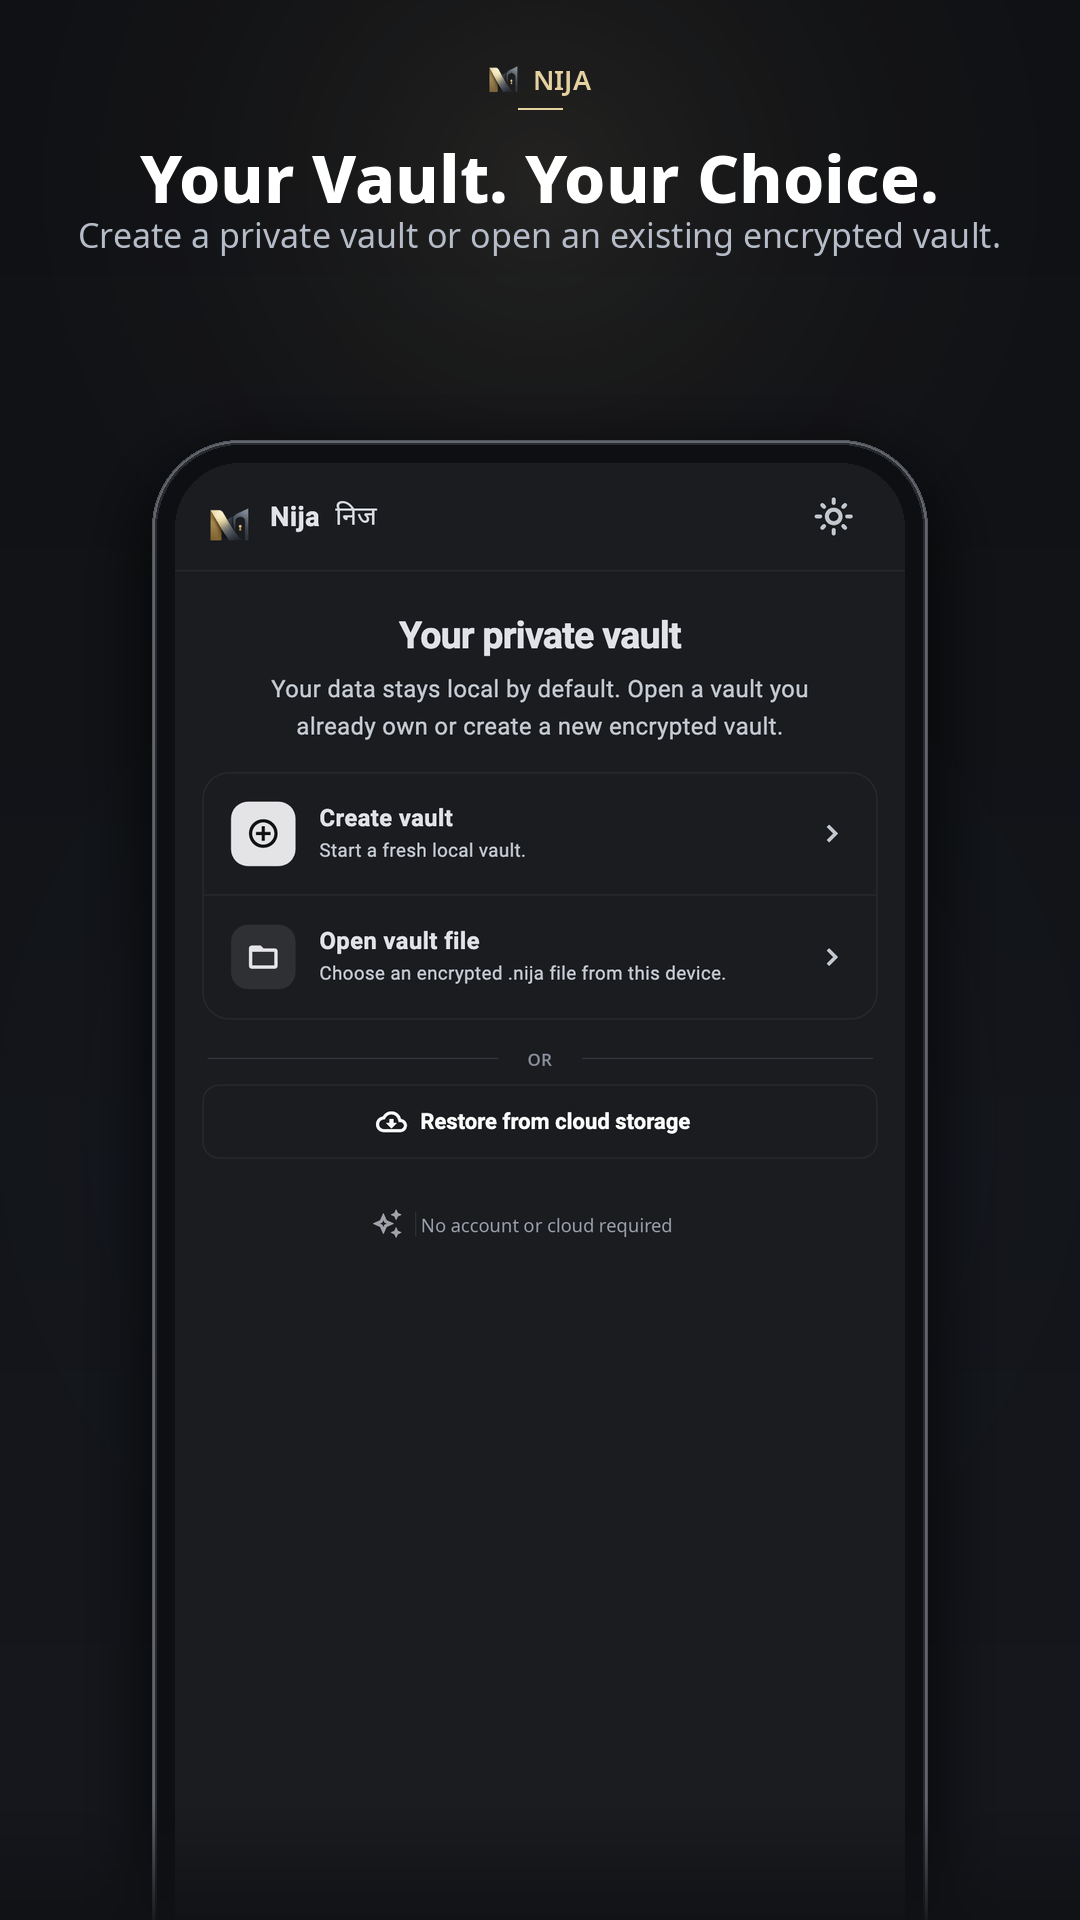 NIJA
Your Vault. Your Choice.
Create a private vault or open an existing encrypted vault.
Nija निज
Your private vault
Your data stays local by default. Open a vault you
already own or create a new encrypted vault.
Create vault
Start a fresh local vault.
Open vault file
Choose an encrypted .nija file from this device.
OR
Restore from cloud storage
No account or cloud required